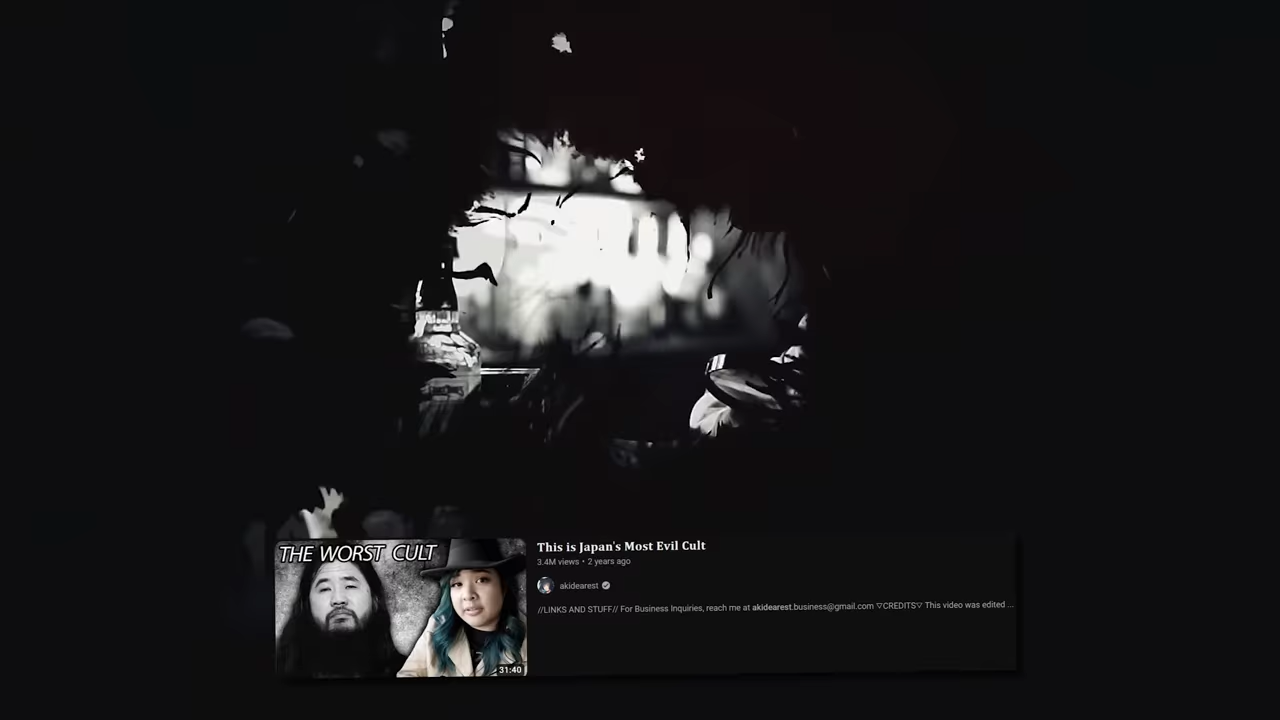 THE WORST CULT
31:40
This is Japan's Most Evil Cult
3.4M views • 2 years ago
akidearest
//LINKS AND STUFF// For Business Inquiries, reach me at akidearest.business@gmail.com ▽CREDITS▽ This video was edited ...